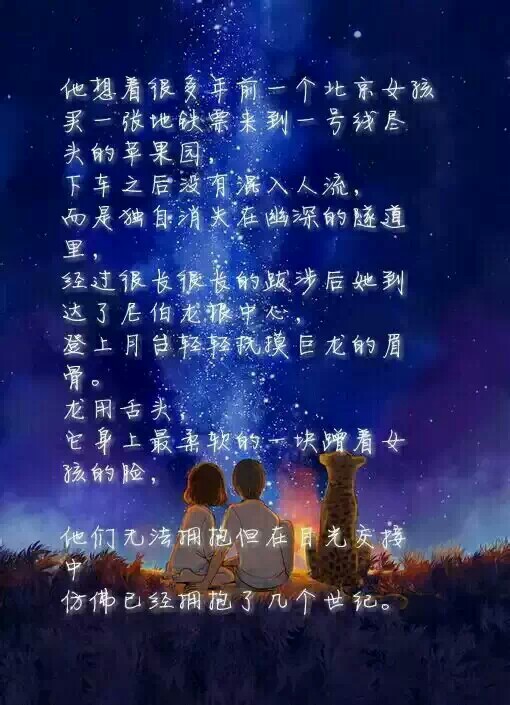 他想着很多年前一个北京女孩
买一张地铁票来到一号线尽
头的苹果园，
下车之后没有混入人流，
而是独自消失在幽深的隧道
里，
经过很长很长的跋涉后她到
达了尼伯龙根中心，
登上月台轻轻抚摸巨龙的眉
骨。
龙用舌头，
它身上最柔软的一块蹭着女
孩的脸，
他们无法拥抱但在目光交接
中
仿佛已经拥抱了几个世纪。